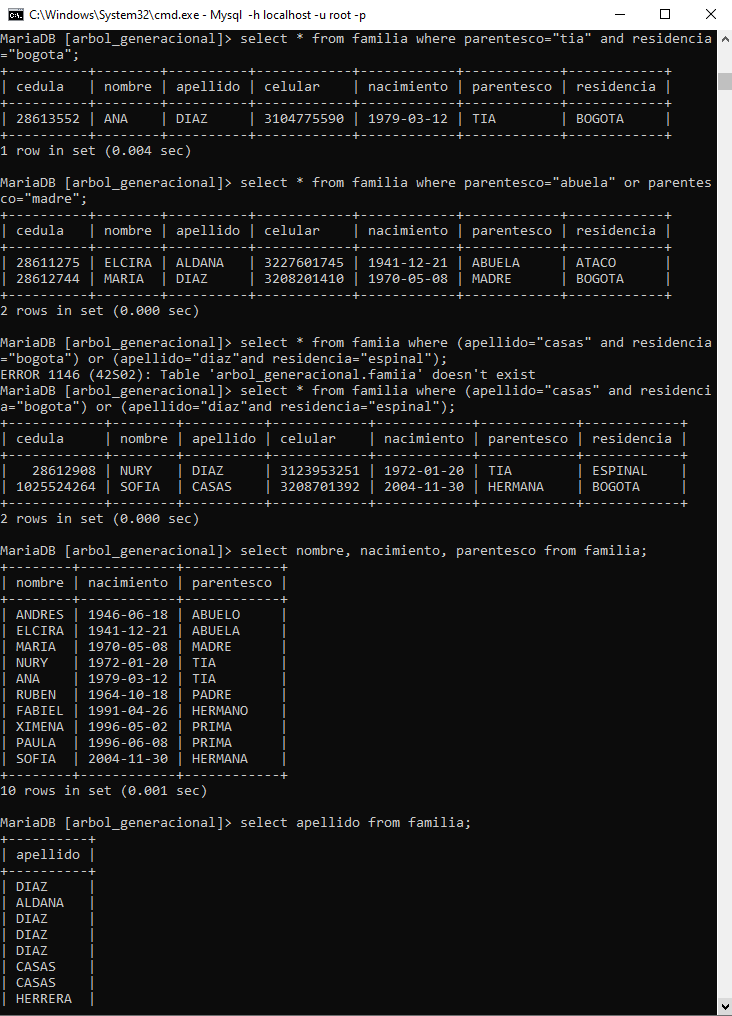 C:\Windows\System32\cmd.exe - Mysql  -h localhost -u root -p
MariaDB [arbol_generacional]> select * from familia where parentesco="tia" and residencia
="bogota";
+----------+--------+----------+------------+------------+------------+------------+
| cedula   | nombre | apellido | celular    | nacimiento | parentesco | residencia |
+----------+--------+----------+------------+------------+------------+------------+
| 28613552 | ANA    | DIAZ     | 3104775590 | 1979-03-12 | TIA        | BOGOTA     |
+----------+--------+----------+------------+------------+------------+------------+
1 row in set (0.004 sec)

MariaDB [arbol_generacional]> select * from familia where parentesco="abuela" or parentes
co="madre";
+----------+--------+----------+------------+------------+------------+------------+
| cedula   | nombre | apellido | celular    | nacimiento | parentesco | residencia |
+----------+--------+----------+------------+------------+------------+------------+
| 28611275 | ELCIRA | ALDANA   | 3227601745 | 1941-12-21 | ABUELA     | ATACO      |
| 28612744 | MARIA  | DIAZ     | 3208201410 | 1970-05-08 | MADRE      | BOGOTA     |
+----------+--------+----------+------------+------------+------------+------------+
2 rows in set (0.000 sec)

MariaDB [arbol_generacional]> select * from famiia where (apellido="casas" and residencia
="bogota") or (apellido="diaz"and residencia="espinal");
ERROR 1146 (42S02): Table 'arbol_generacional.famiia' doesn't exist
MariaDB [arbol_generacional]> select * from familia where (apellido="casas" and residenci
a="bogota") or (apellido="diaz"and residencia="espinal");
+------------+--------+----------+------------+------------+------------+------------+
| cedula     | nombre | apellido | celular    | nacimiento | parentesco | residencia |
+------------+--------+----------+------------+------------+------------+------------+
|   28612908 | NURY   | DIAZ     | 3123953251 | 1972-01-20 | TIA        | ESPINAL    |
| 1025524264 | SOFIA  | CASAS    | 3208701392 | 2004-11-30 | HERMANA    | BOGOTA     |
+------------+--------+----------+------------+------------+------------+------------+
2 rows in set (0.000 sec)

MariaDB [arbol_generacional]> select nombre, nacimiento, parentesco from familia;
+--------+------------+------------+
| nombre | nacimiento | parentesco |
+--------+------------+------------+
| ANDRES | 1946-06-18 | ABUELO     |
| ELCIRA | 1941-12-21 | ABUELA     |
| MARIA  | 1970-05-08 | MADRE      |
| NURY   | 1972-01-20 | TIA        |
| ANA    | 1979-03-12 | TIA        |
| RUBEN  | 1964-10-18 | PADRE      |
| FABIEL | 1991-04-26 | HERMANO    |
| XIMENA | 1996-05-02 | PRIMA      |
| PAULA  | 1996-06-08 | PRIMA      |
| SOFIA  | 2004-11-30 | HERMANA    |
+--------+------------+------------+
10 rows in set (0.001 sec)

MariaDB [arbol_generacional]> select apellido from familia;
+----------+
| apellido |
+----------+
| DIAZ     |
| ALDANA   |
| DIAZ     |
| DIAZ     |
| DIAZ     |
| CASAS    |
| CASAS    |
| HERRERA  |